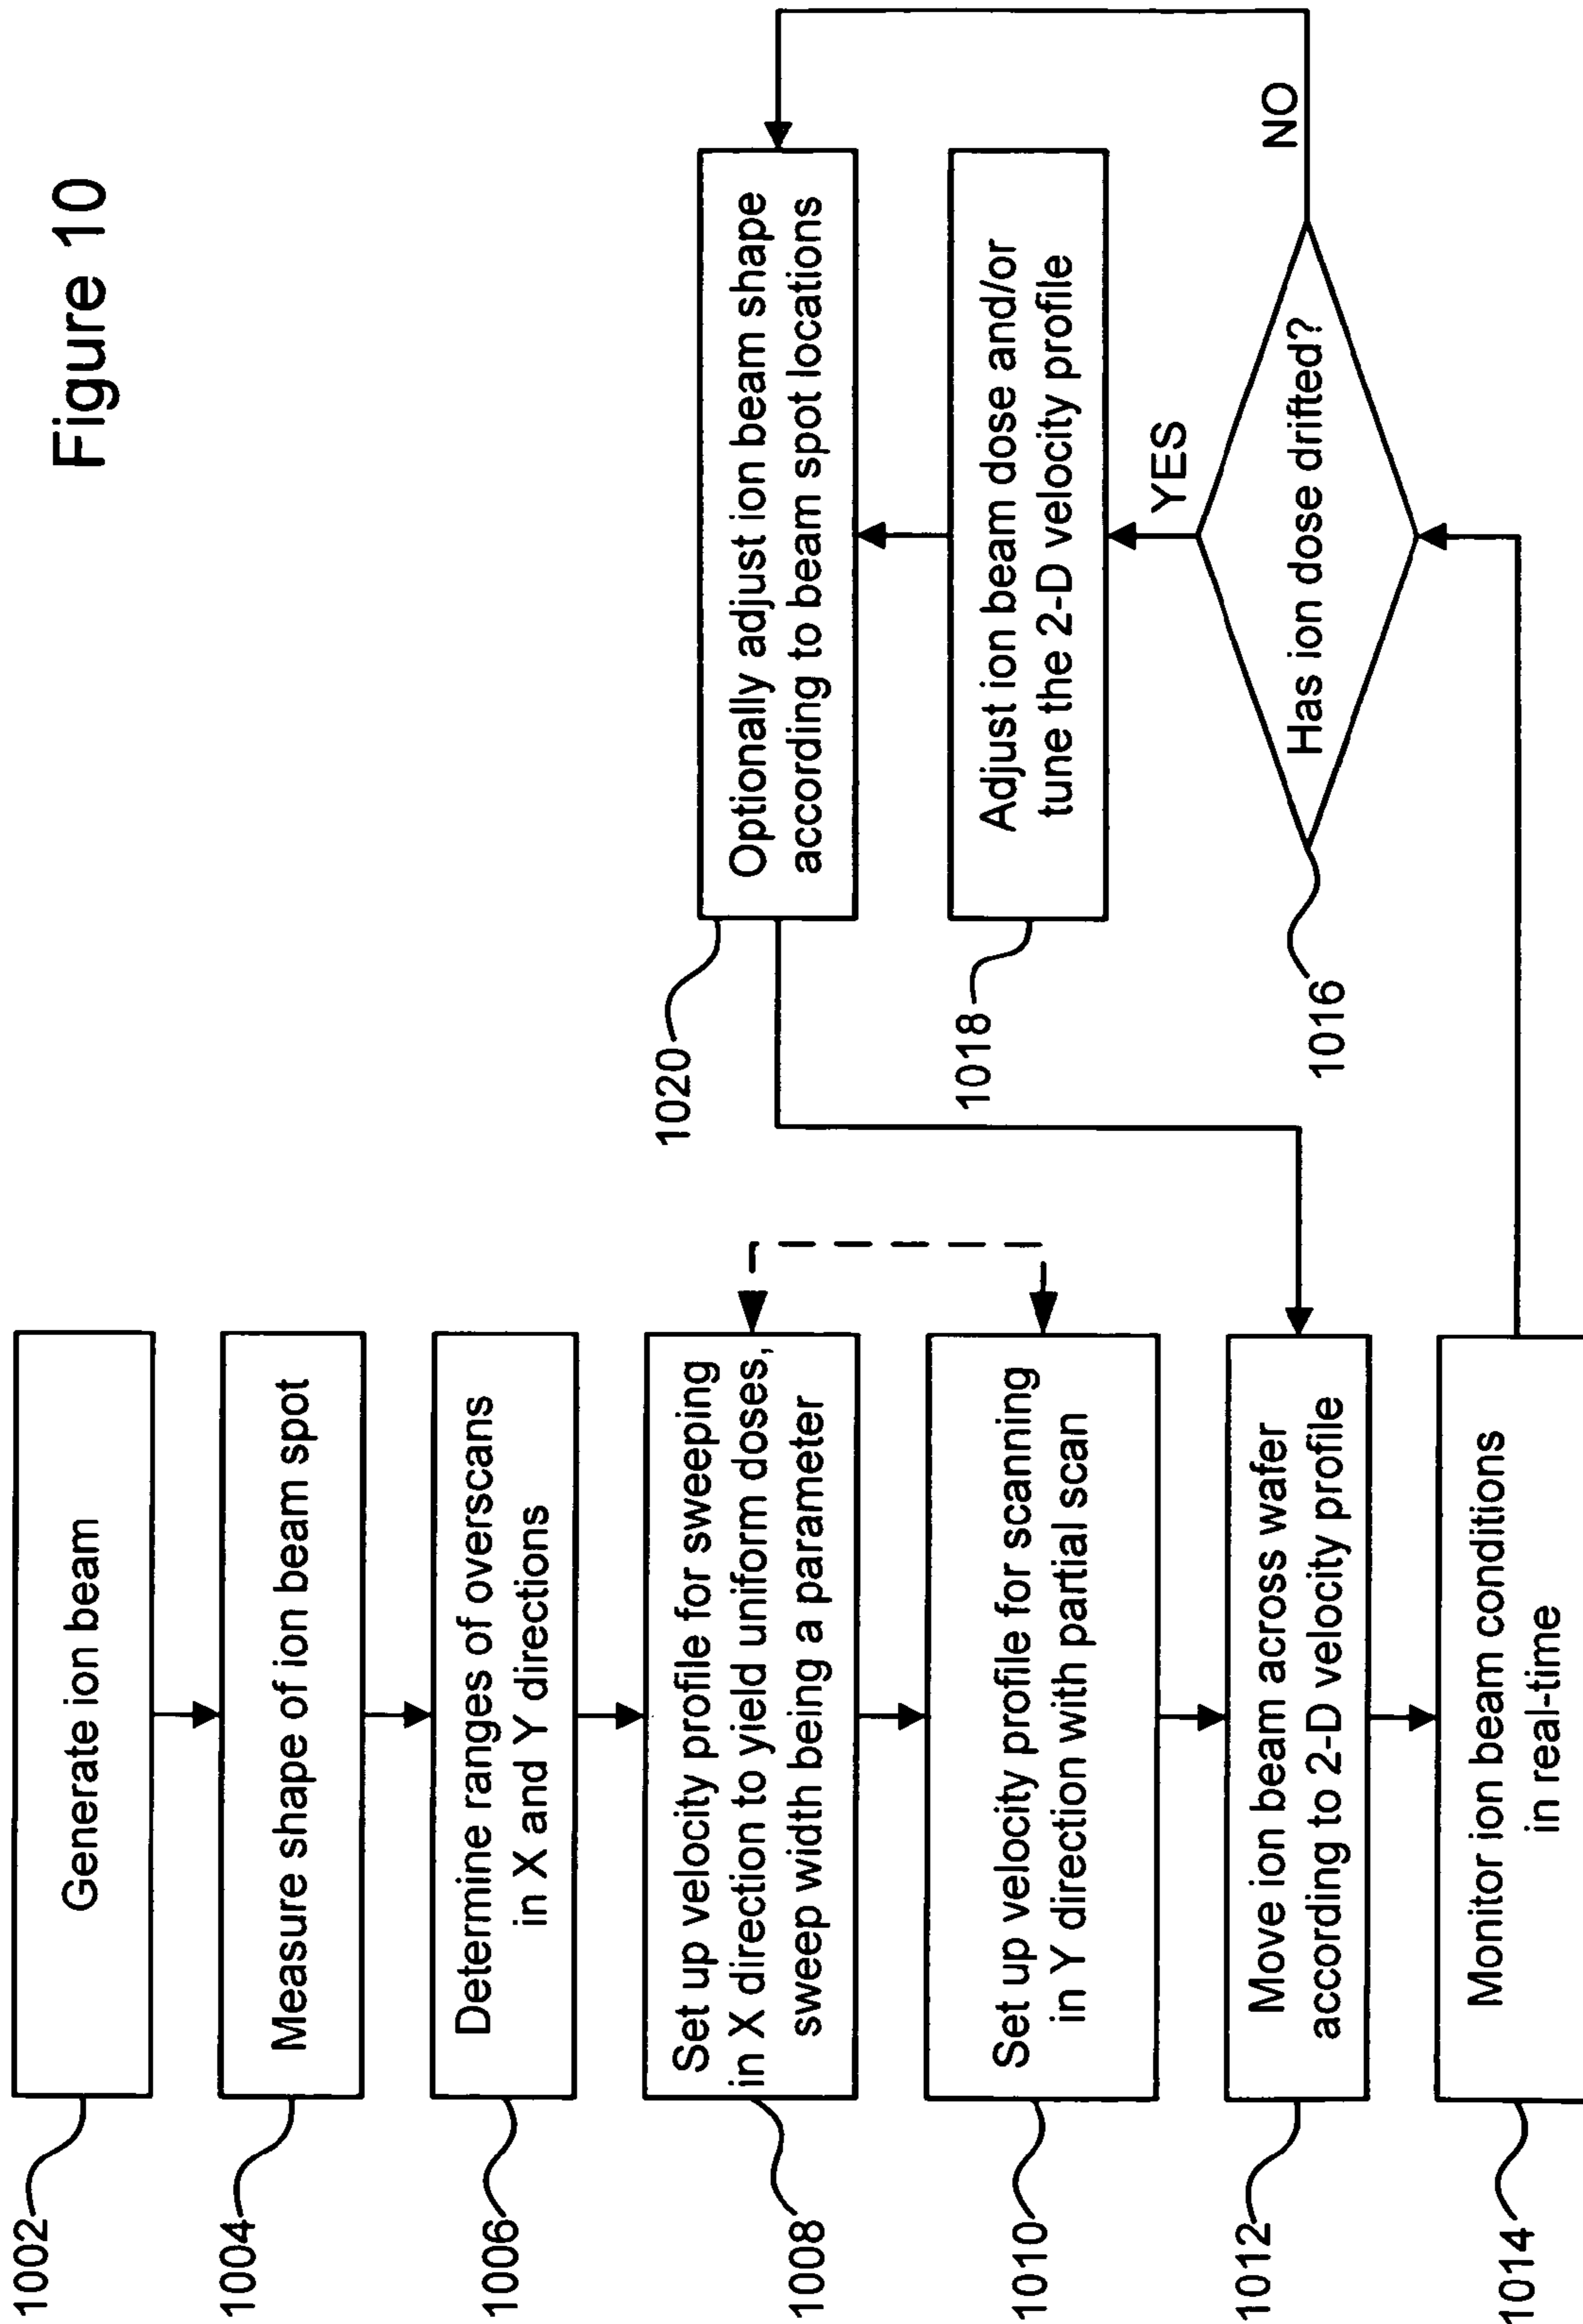 Figure 10
1002
Generate ion beam
1004
Measure shape of ion beam spot
1006
Determine ranges of overscans
in X and Y directions
1008
Set up velocity profile for sweeping
in X direction to yield uniform doses,
sweep width being a parameter
1010
Set up velocity profile for scanning
in Y direction with partial scan
1012
Move ion beam across wafer
according to 2-D velocity profile
1014
Monitor ion beam conditions
in real-time
1020
Optionally adjust ion beam shape
according to beam spot locations
1018
Adjust ion beam dose and/or
tune the 2-D velocity profile
YES
NO
1016
Has ion dose drifted?